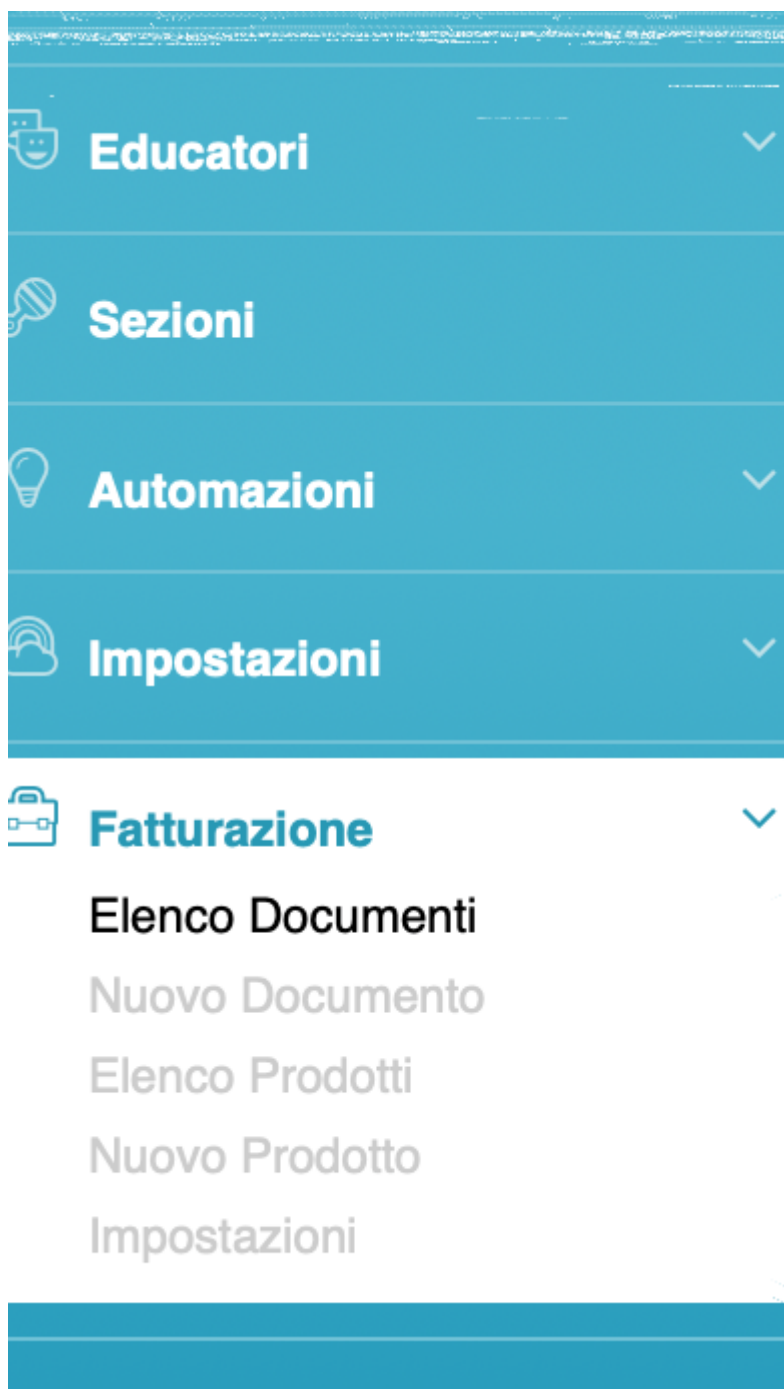 Educatori
Sezioni
Automazioni
Impostazioni
Fatturazione
Elenco Documenti
Nuovo Documento
Elenco Prodotti
Nuovo Prodotto
Impostazioni